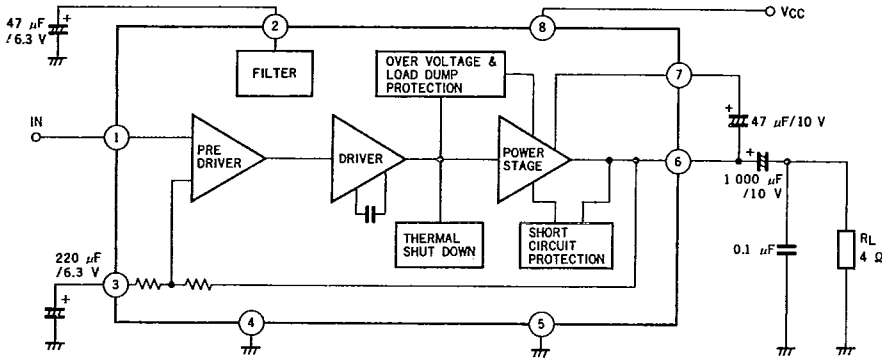 47 μF
/6.3 V
+
2
8
VCC
FILTER
OVER VOLTAGE &
LOAD DUMP
PROTECTION
7
+
47 μF/10 V
IN
1
PRE
DRIVER
DRIVER
POWER
STAGE
6
+
1 000 μF
/10 V
THERMAL
SHUT DOWN
SHORT
CIRCUIT
PROTECTION
0.1 μF
RL
4 Ω
220 μF
/6.3 V
3
+
4
5